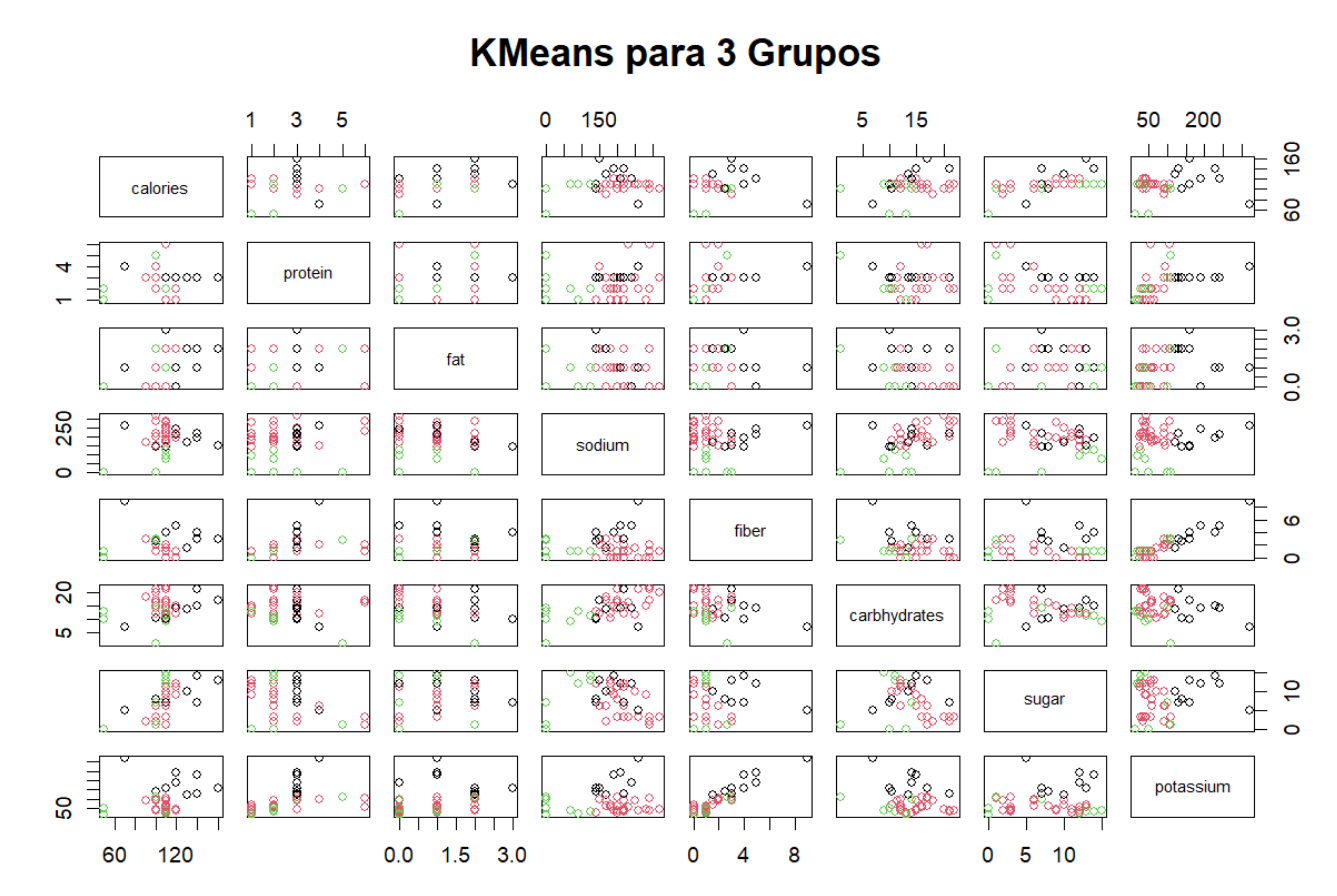 KMeans para 3 Grupos
1 3 5 0 150 5 15 50 200
calories 60 160
1 4 protein
fat 0.0 3.0
0 250 sodium
fiber 0 6
5 20 carbhydrates
sugar 0 10
50 potassium
60 120 0.0 1.5 3.0 0 4 8 0 5 10